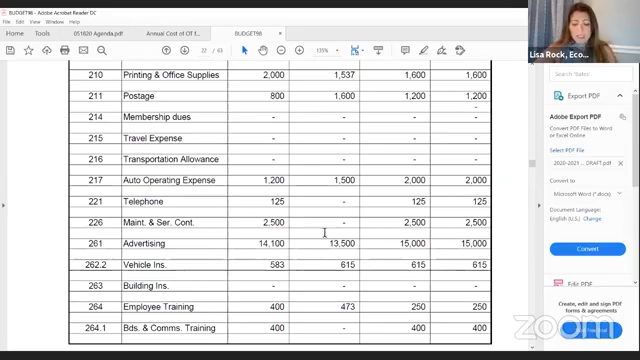 BUDGET98 - Adobe Acrobat Reader DC
File Edit View Window Help
051820 Agenda.pdf Annual Cost of OT f... BUDGET98 ×
22 / 63 135%
Lisa Rock, Eco...
210 Printing & Office Supplies 2,000 1,537 1,600 1,600
211 Postage 800 1,600 1,200 1,200
-
214 Membership dues - - - -
215 Travel Expense - - - -
216 Transportation Allowance - - - -
217 Auto Operating Expense 1,200 1,500 2,000 2,000
221 Telephone 125 - 125 125
226 Maint. & Ser. Cont. 2,500 - 2,500 2,500
261 Advertising 14,100 13,500 15,000 15,000
262.2 Vehicle Ins. 583 615 615 615
263 Building Ins. - - - -
264 Employee Training 400 473 250 250
264.1 Bds. & Comms. Training 400 - 400 400
Export PDF
Adobe Export PDF
Convert PDF Files to Word
or Excel Online
Select PDF File
2020-2021 ... DRAFT.pdf ×
Convert to
Microsoft Word (*.docx)
Document Language:
English (U.S.) Change
Convert
Edit PDF
Create, edit and sign PDF
forms & agreements
zoom